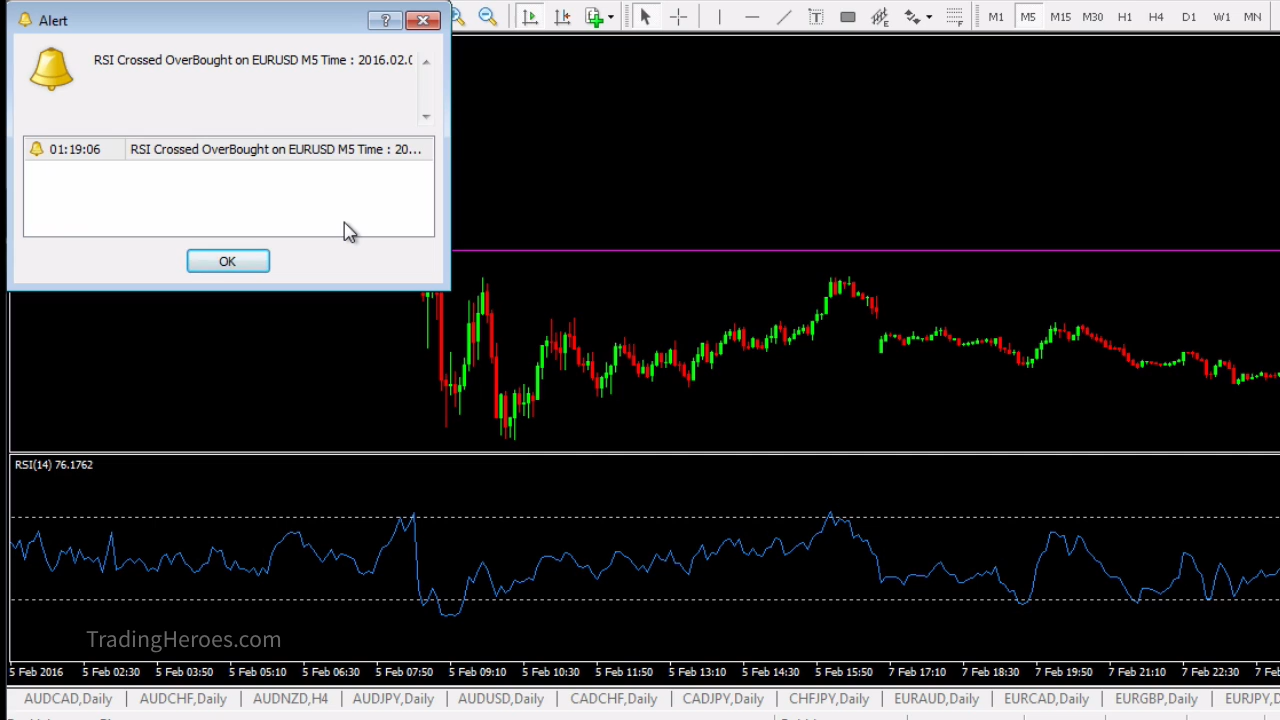 Alert
RSI Crossed OverBought on EURUSD M5 Time : 2016.02.0
01:19:06 RSI Crossed OverBought on EURUSD M5 Time : 20...
OK
M1 M5 M15 M30 H1 H4 D1 MN
RSI(14) 76.1762
TradingHeroes.com
5 Feb 2016 5 Feb 02:30 5 Feb 03:50 5 Feb 05:10 5 Feb 06:30 5 Feb 07:50 5 Feb 09:10 5 Feb 10:30 5 Feb 11:50 5 Feb 13:10 5 Feb 14:30 5 Feb 15:50 7 Feb 17:10 7 Feb 18:30 7 Feb 19:50 7 Feb 21:10 7 Feb 22:30 7 Feb
AUDCAD,Daily AUDCHF,Daily AUDNZD,H4 AUDJPY,Daily AUDUSD,Daily CADCHF,Daily CADJPY,Daily CHFJPY,Daily EURAUD,Daily EURCAD,Daily EURGBP,Daily EURJPY,D